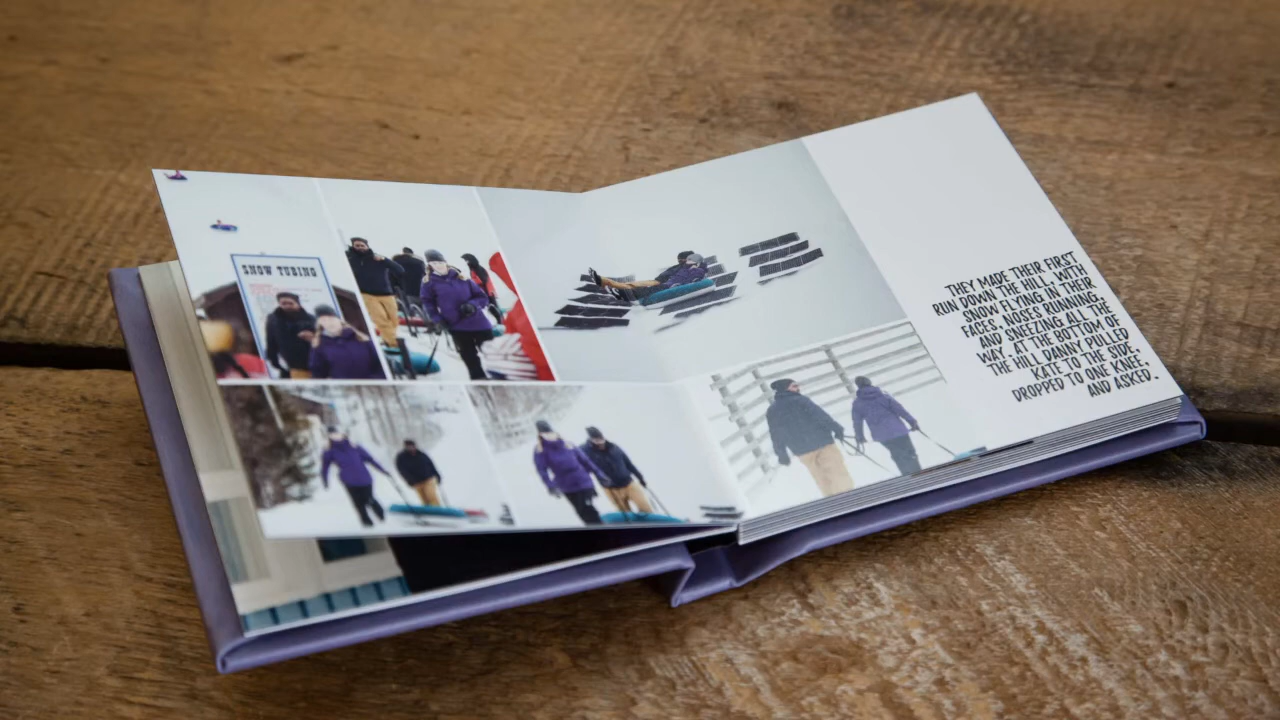 SNOW TUBING
THEY MADE THEIR FIRST
RUN DOWN THE HILL, WITH
SNOW FLYING IN THEIR
FACES, NOSES RUNNING,
AND SNEEZING ALL THE
WAY. AT THE BOTTOM OF
THE HILL DANNY PULLED
KATE TO THE SIDE,
DROPPED TO ONE KNEE,
AND ASKED.